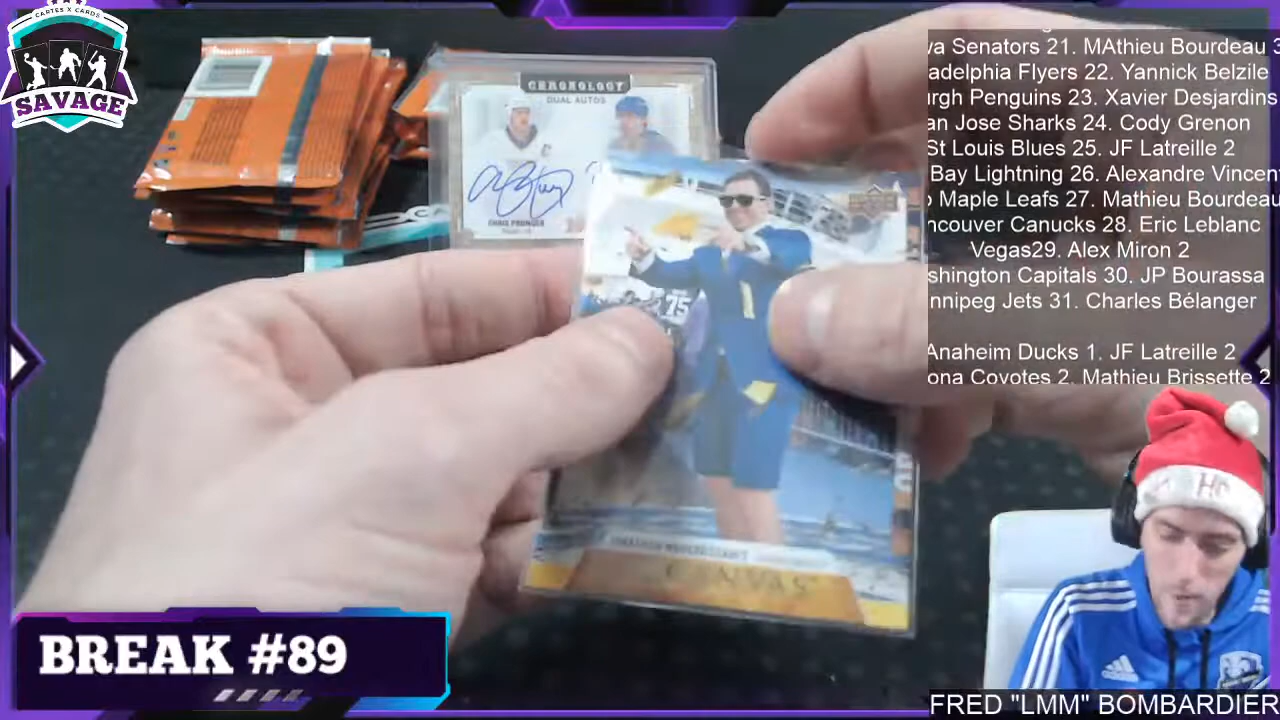 CARTES X CARDS
SAVAGE
CHRONOLOGY
DUAL AUTOS
CHRIS PRONGER
75
CANVAS
va Senators 21. MAthieu Bourdeau 3
adelphia Flyers 22. Yannick Belzile
urgh Penguins 23. Xavier Desjardins
an Jose Sharks 24. Cody Grenon
St Louis Blues 25. JF Latreille 2
Bay Lightning 26. Alexandre Vincen
o Maple Leafs 27. Mathieu Bourdeau
ncouver Canucks 28. Eric Leblanc
Vegas29. Alex Miron 2
shington Capitals 30. JP Bourassa
nnipeg Jets 31. Charles Bélanger
Anaheim Ducks 1. JF Latreille 2
ona Coyotes 2. Mathieu Brissette 2
BREAK #89
FRED "LMM" BOMBARDIER